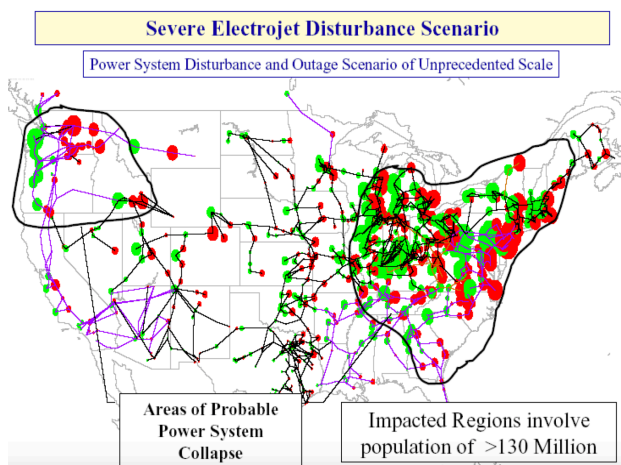 Severe Electrojet Disturbance Scenario
Power System Disturbance and Outage Scenario of Unprecedented Scale
Areas of Probable
Power System
Collapse
Impacted Regions involve
population of >130 Million